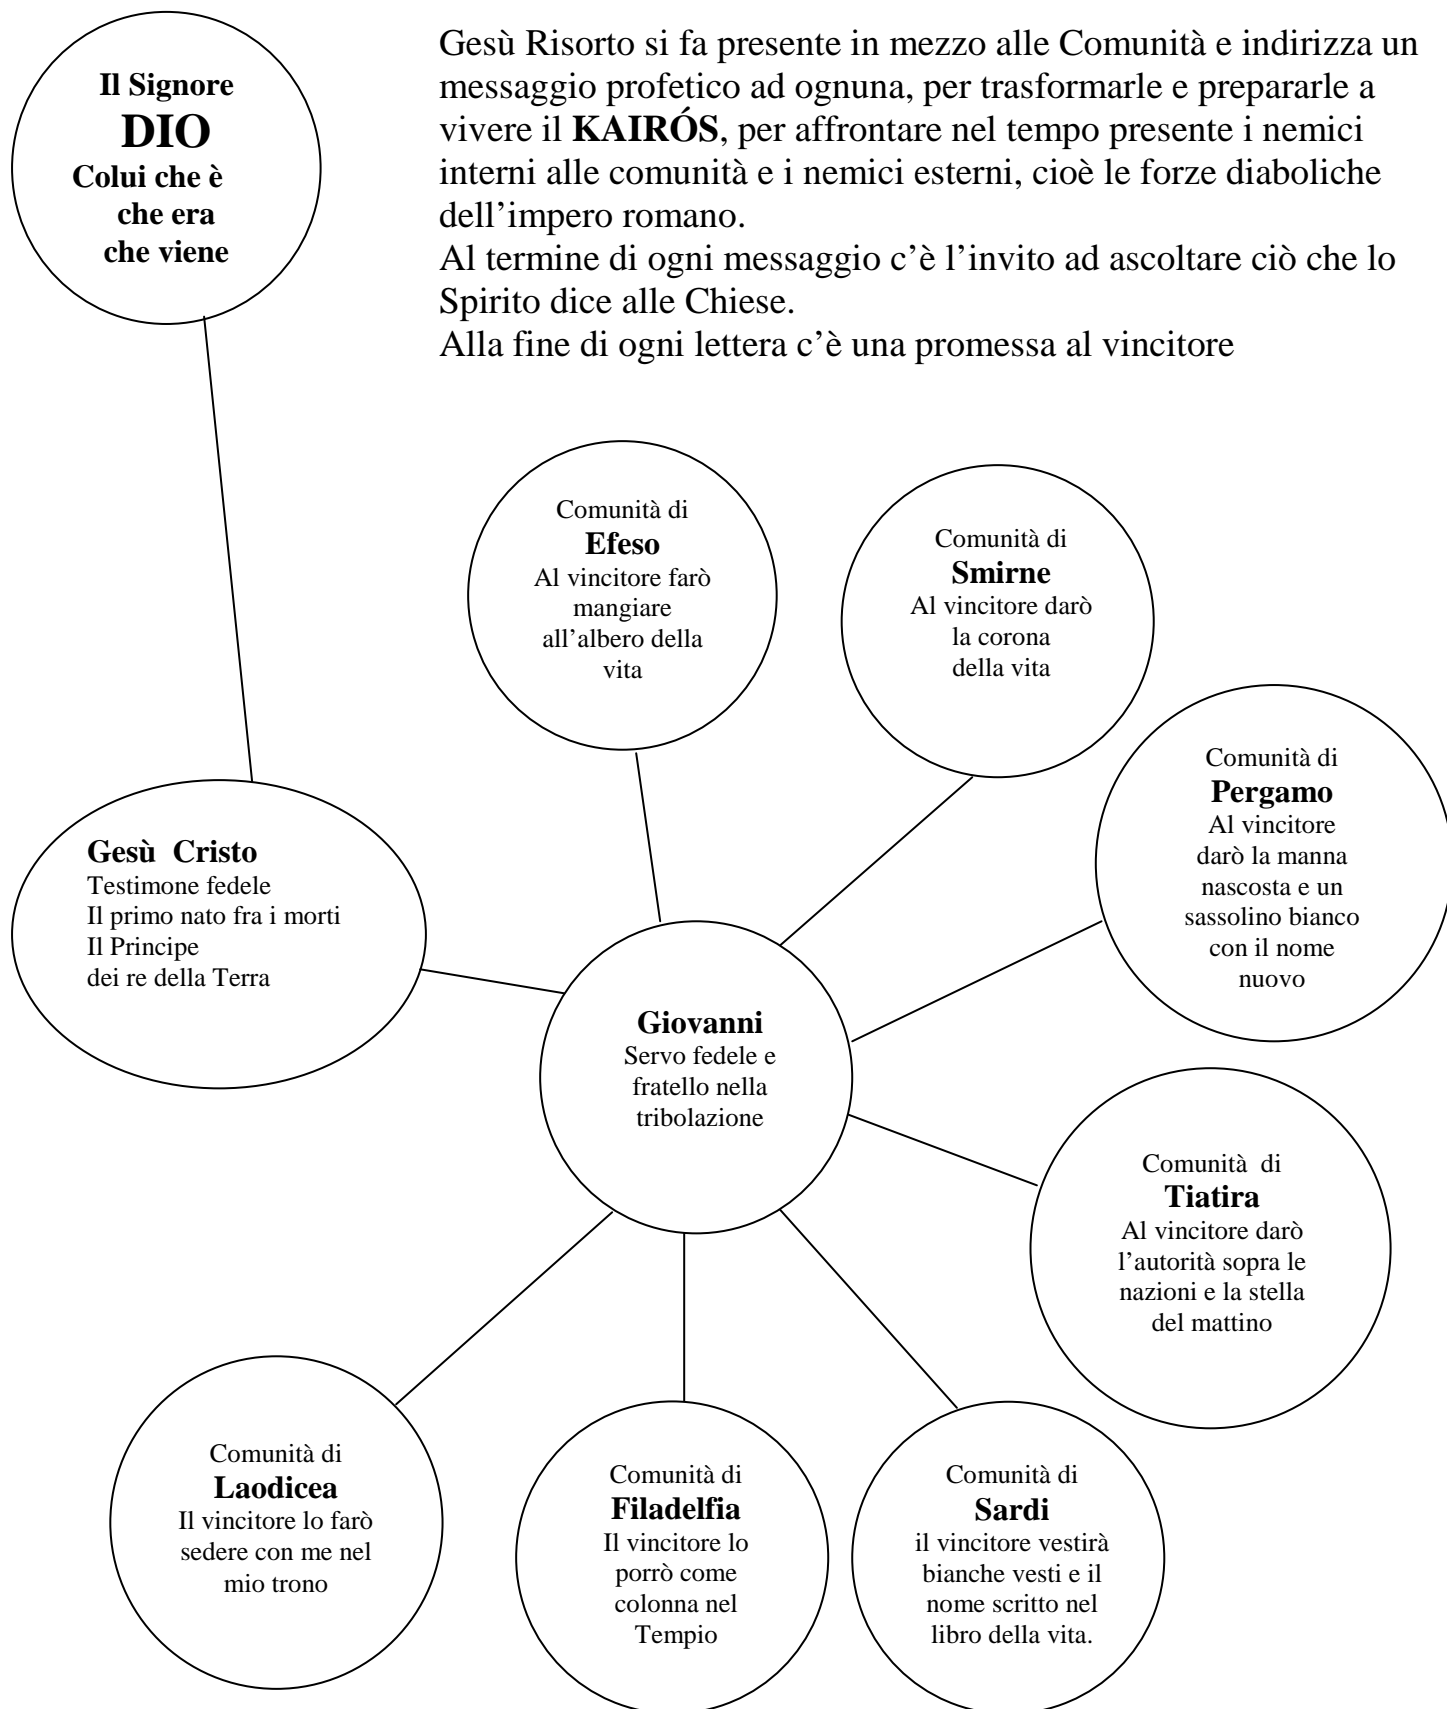 Il Signore
DIO
Colui che è
che era
che viene
Gesù Risorto si fa presente in mezzo alle Comunità e indirizza un
messaggio profetico ad ognuna, per trasformarle e prepararle a
vivere il KAIRÓS, per affrontare nel tempo presente i nemici
interni alle comunità e i nemici esterni, cioè le forze diaboliche
dell’impero romano.
Al termine di ogni messaggio c’è l’invito ad ascoltare ciò che lo
Spirito dice alle Chiese.
Alla fine di ogni lettera c’è una promessa al vincitore
Comunità di
Efeso
Al vincitore farò
mangiare
all’albero della
vita
Comunità di
Smirne
Al vincitore darò
la corona
della vita
Comunità di
Pergamo
Al vincitore
darò la manna
nascosta e un
sassolino bianco
con il nome
nuovo
Gesù Cristo
Testimone fedele
Il primo nato fra i morti
Il Principe
dei re della Terra
Giovanni
Servo fedele e
fratello nella
tribolazione
Comunità di
Tiatira
Al vincitore darò
l’autorità sopra le
nazioni e la stella
del mattino
Comunità di
Laodicea
Il vincitore lo farò
sedere con me nel
mio trono
Comunità di
Filadelfia
Il vincitore lo
porrò come
colonna nel
Tempio
Comunità di
Sardi
il vincitore vestirà
bianche vesti e il
nome scritto nel
libro della vita.